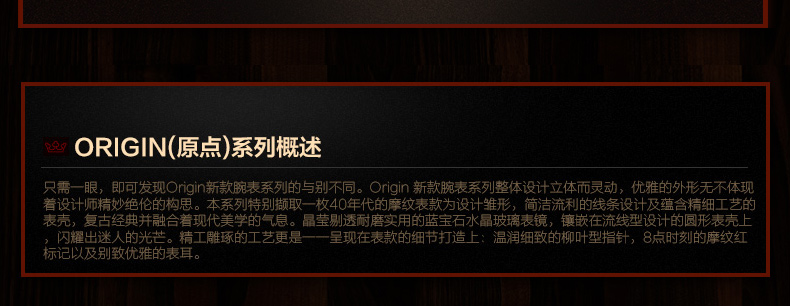 ORIGIN(原点)系列概述
只需一眼，即可发现Origin新款腕表系列的与别不同。Origin 新款腕表系列整体设计立体而灵动，优雅的外形无不体现
着设计师精妙绝伦的构思。本系列特别撷取一枚40年代的摩纹表款为设计雏形，简洁流利的线条设计及蕴含精细工艺的
表壳，复古经典并融合着现代美学的气息。晶莹剔透耐磨实用的蓝宝石水晶玻璃表镜，镶嵌在流线型设计的圆形表壳上
，闪耀出迷人的光芒。精工雕琢的工艺更是一一呈现在表款的细节打造上：温润细致的柳叶型指针，8点时刻的摩纹红
标记以及别致优雅的表耳。